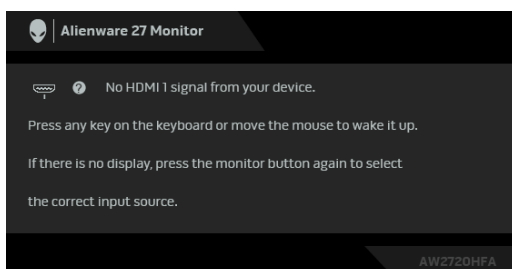 Alienware 27 Monitor
? No HDMI 1 signal from your device.
Press any key on the keyboard or move the mouse to wake it up.
If there is no display, press the monitor button again to select
the correct input source.
AW2720HFA